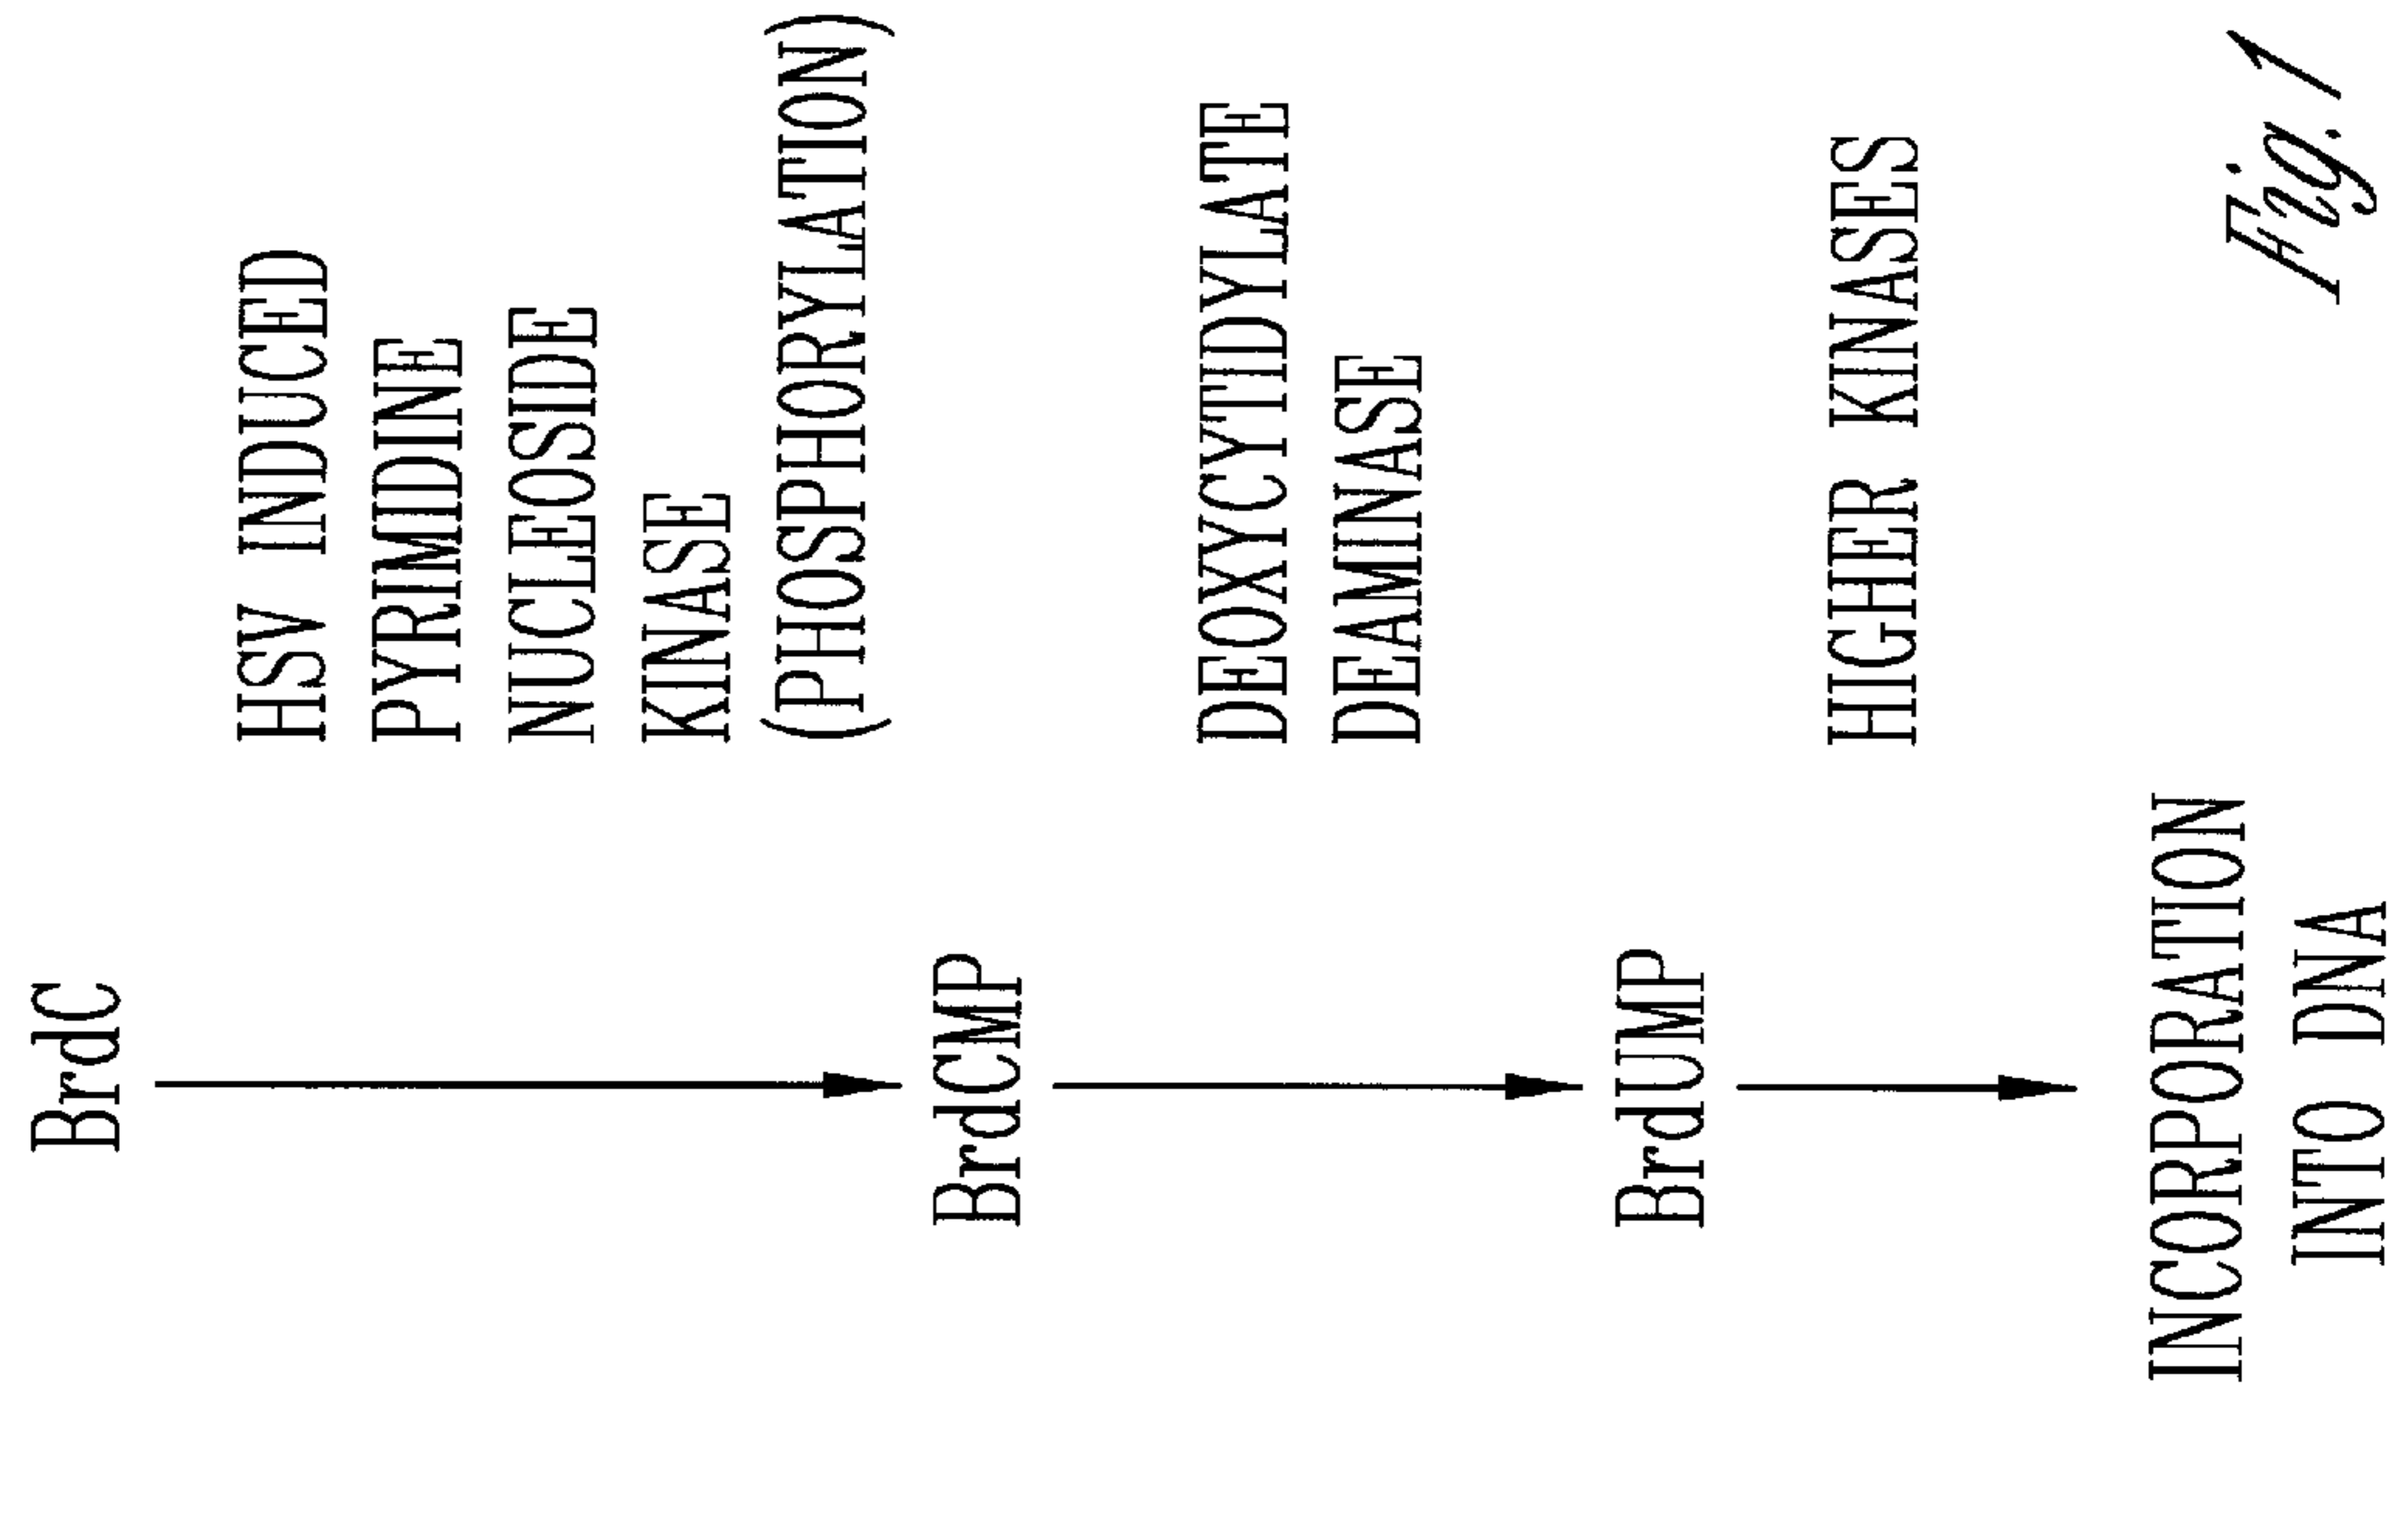 BrdC
HSV INDUCED
PYRIMIDINE
NUCLEOSIDE
KINASE
(PHOSPHORYLATION)
BrdCMP
DEOXYCYTIDYLATE
DEAMINASE
BrdUMP
HIGHER KINASES
INCORPORATION
INTO DNA
Fig. 1